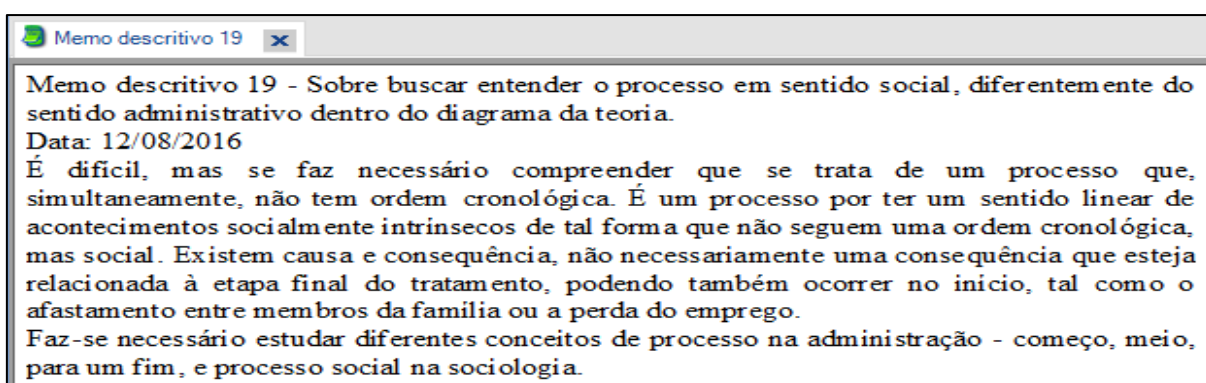 Memo descritivo 19
Memo descritivo 19 - Sobre buscar entender o processo em sentido social, diferentemente do
sentido administrativo dentro do diagrama da teoria.
Data: 12/08/2016
É difícil, mas se faz necessário compreender que se trata de um processo que,
simultaneamente, não tem ordem cronológica. É um processo por ter um sentido linear de
acontecimentos socialmente intrínsecos de tal forma que não seguem uma ordem cronológica,
mas social. Existem causa e consequência, não necessariamente uma consequência que esteja
relacionada à etapa final do tratamento, podendo também ocorrer no início, tal como o
afastamento entre membros da família ou a perda do emprego.
Faz-se necessário estudar diferentes conceitos de processo na administração - começo, meio,
para um fim, e processo social na sociologia.